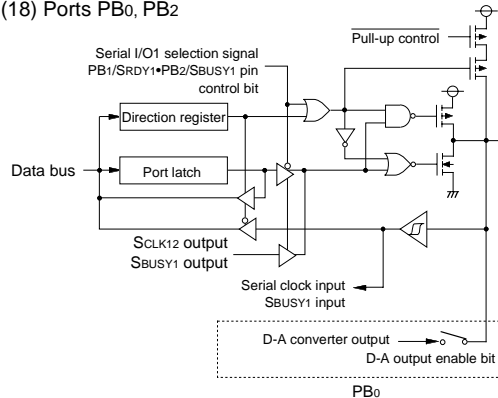 (18) Ports PB0, PB2
Pull-up control
Serial I/O1 selection signal
PB1/SRDY1•PB2/SBUSY1 pin
control bit
Direction register
Data bus
Port latch
SCLK12 output
SBUSY1 output
Serial clock input
SBUSY1 input
D-A converter output
D-A output enable bit
PB0